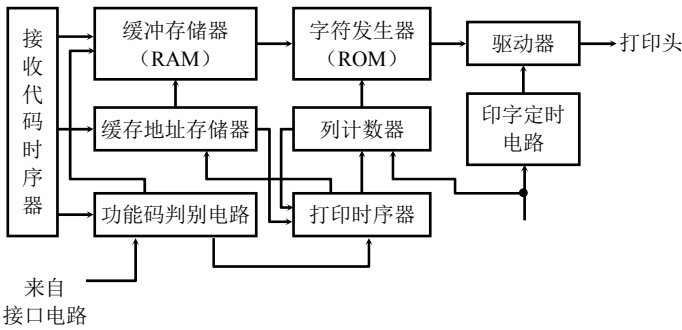 接收代码时序器
缓冲存储器
（RAM）
字符发生器
（ROM）
驱动器
打印头
缓存地址存储器
列计数器
印字定时
电路
功能码判别电路
打印时序器
来自
接口电路